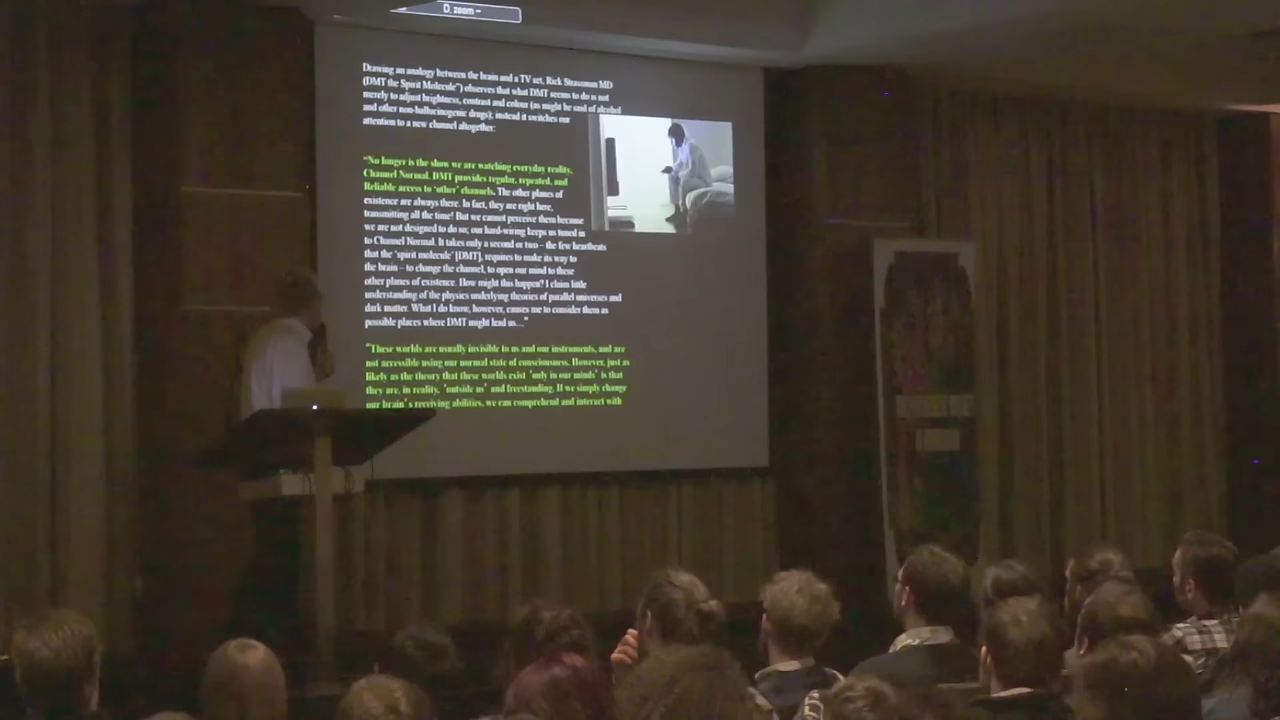 D. zoom −
Drawing an analogy between the brain and a TV set, Rick Strassman MD
(DMT the Spirit Molecule") observes that what DMT seems to do is not
merely to adjust brightness, contrast and colour (as might be said of alcohol
and other non-hallucinogenic drugs); instead it switches our
attention to a new channel altogether:
"No longer is the show we are watching everyday reality,
Channel Normal. DMT provides regular, repeated, and
Reliable access to 'other' channels. The other planes of
existence are always there. In fact, they are right here,
transmitting all the time! But we cannot perceive them because
we are not designed to do so; our hard-wiring keeps us tuned in
to Channel Normal. It takes only a second or two – the few heartbeats
that the 'spirit molecule' [DMT], requires to make its way to
the brain – to change the channel, to open our mind to these
other planes of existence. How might this happen? I claim little
understanding of the physics underlying theories of parallel universes and
dark matter. What I do know, however, causes me to consider them as
possible places where DMT might lead us…"
"These worlds are usually invisible to us and our instruments, and are
not accessible using our normal state of consciousness. However, just as
likely as the theory that these worlds exist 'only in our minds' is that
they are, in reality, 'outside us' and freestanding. If we simply change
our brain's receiving abilities, we can comprehend and interact with